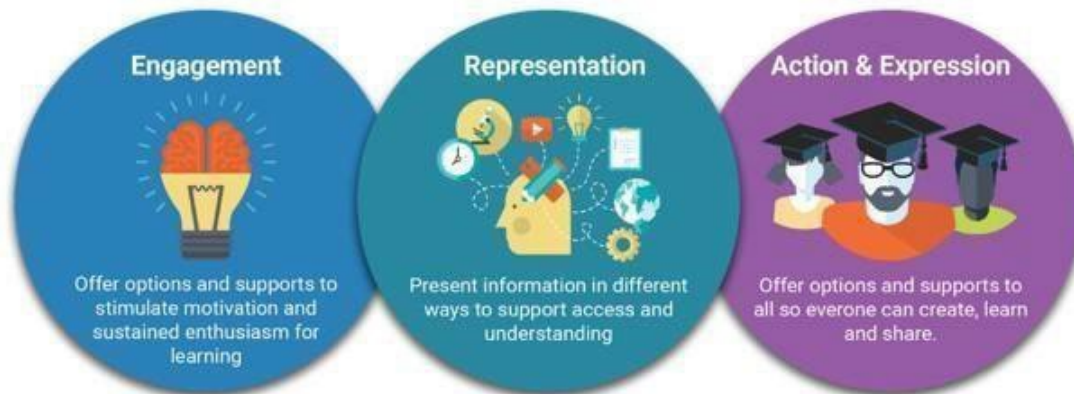 Engagement
Offer options and supports to
stimulate motivation and
sustained enthusiasm for
learning
Representation
Present information in different
ways to support access and
understanding
Action & Expression
Offer options and supports to
all so everone can create, learn
and share.